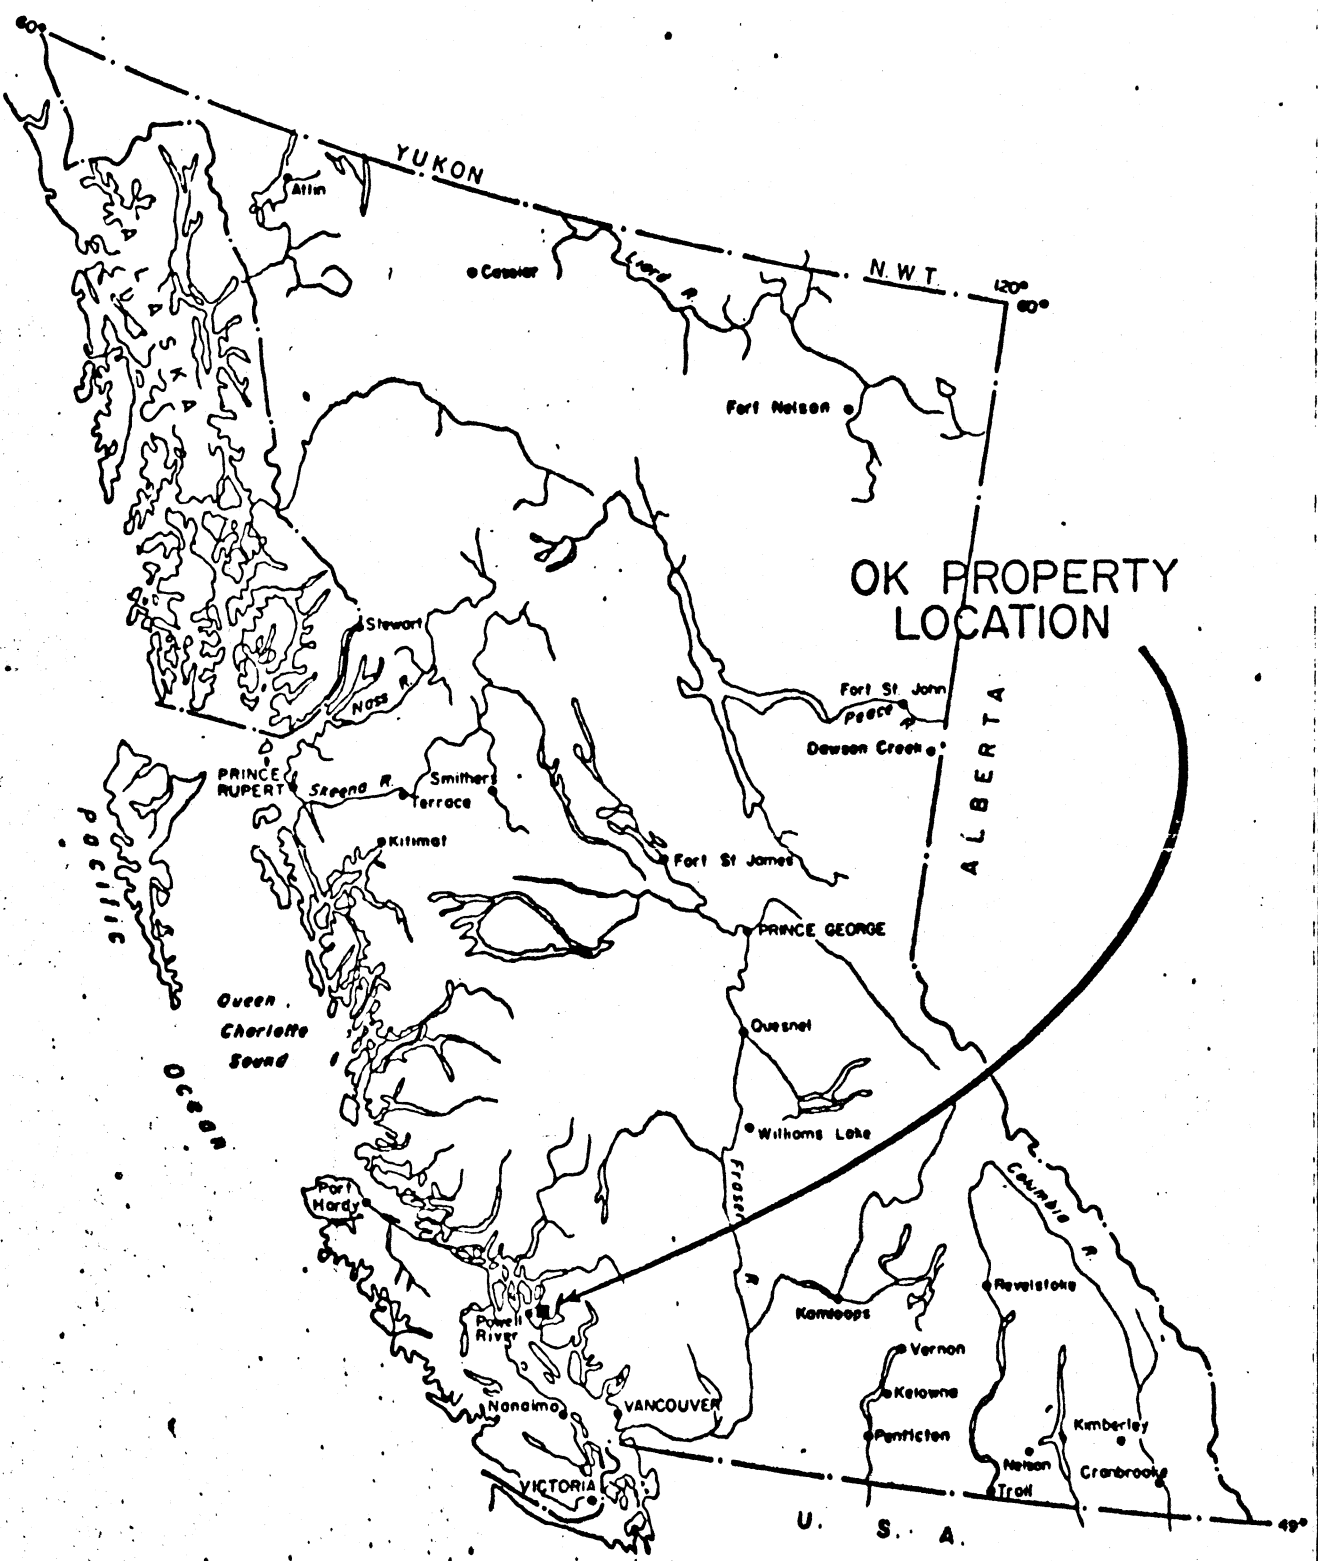 60°
YUKON
Atlin
ALASKA
Cassiar
Liard R.
N.W.T.
120°
60°
Fort Nelson
OK PROPERTY
LOCATION
Stewart
Nass R.
Fort St. John
Peace R.
Dawson Creek
ALBERTA
PRINCE
RUPERT
Skeena R.
Smithers
Terrace
Kitimat
Pacific
Fort St James
PRINCE GEORGE
Queen
Charlotte
Sound
Quesnel
Ocean
Williams Lake
Fraser R
Columbia R.
Port
Hardy
Revelstoke
Kamloops
Powell
River
Vernon
Kelowna
Nanaimo
VANCOUVER
Penticton
Kimberley
Nelson
Cranbrook
VICTORIA
Trail
U. S. A.
49°